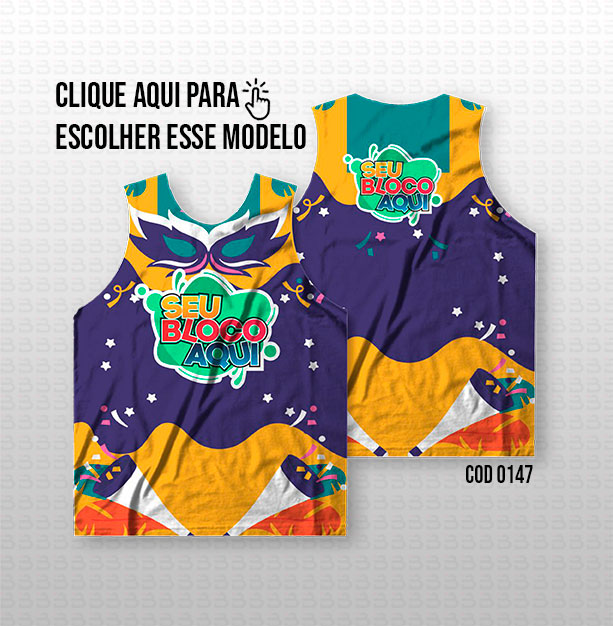 CLIQUE AQUI PARA
ESCOLHER ESSE MODELO
SEU
BLOCO
AQUI
SEU
BLOCO
AQUI
COD 0147